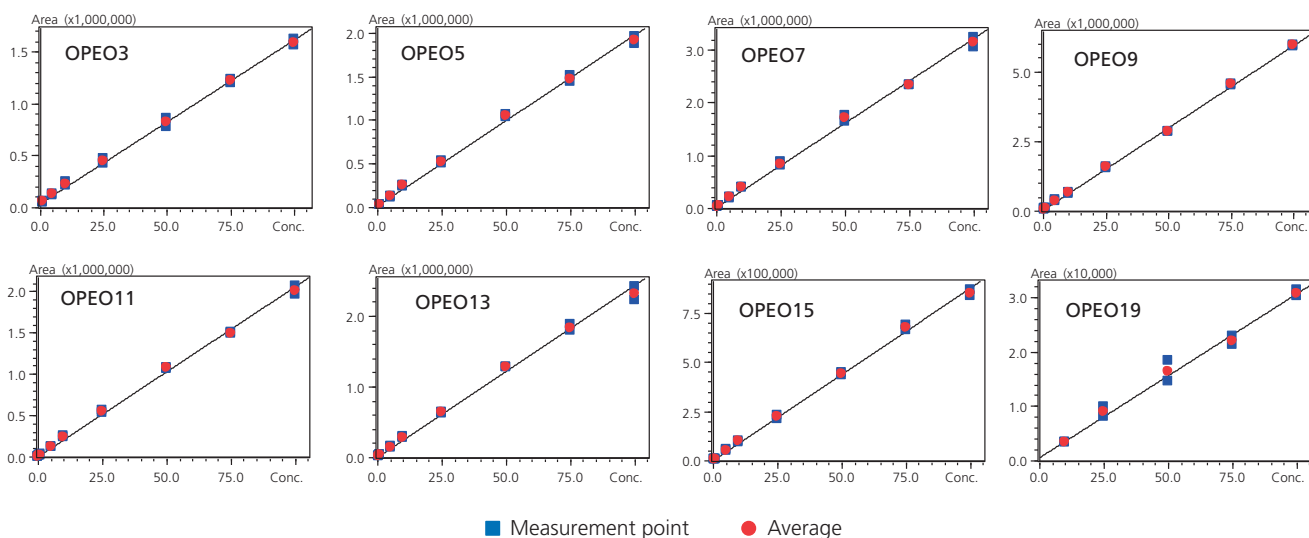 Area (x1,000,000)
OPEO3
1.5
1.0
0.5
0.0
0.0 25.0 50.0 75.0 Conc.
Area (x1,000,000)
OPEO5
2.0
1.5
1.0
0.5
0.0
0.0 25.0 50.0 75.0 Conc.
Area (x1,000,000)
OPEO7
3.0
2.0
1.0
0.0
0.0 25.0 50.0 75.0 Conc.
Area (x1,000,000)
OPEO9
5.0
2.5
0.0
0.0 25.0 50.0 75.0 Conc.
Area (x1,000,000)
OPEO11
2.0
1.5
1.0
0.5
0.0
0.0 25.0 50.0 75.0 Conc.
Area (x1,000,000)
OPEO13
2.0
1.0
0.0
0.0 25.0 50.0 75.0 Conc.
Area (x100,000)
OPEO15
7.5
5.0
2.5
0.0
0.0 25.0 50.0 75.0 Conc.
Area (x10,000)
OPEO19
3.0
2.0
1.0
0.0
0.0 25.0 50.0 75.0 Conc.
Measurement point Average